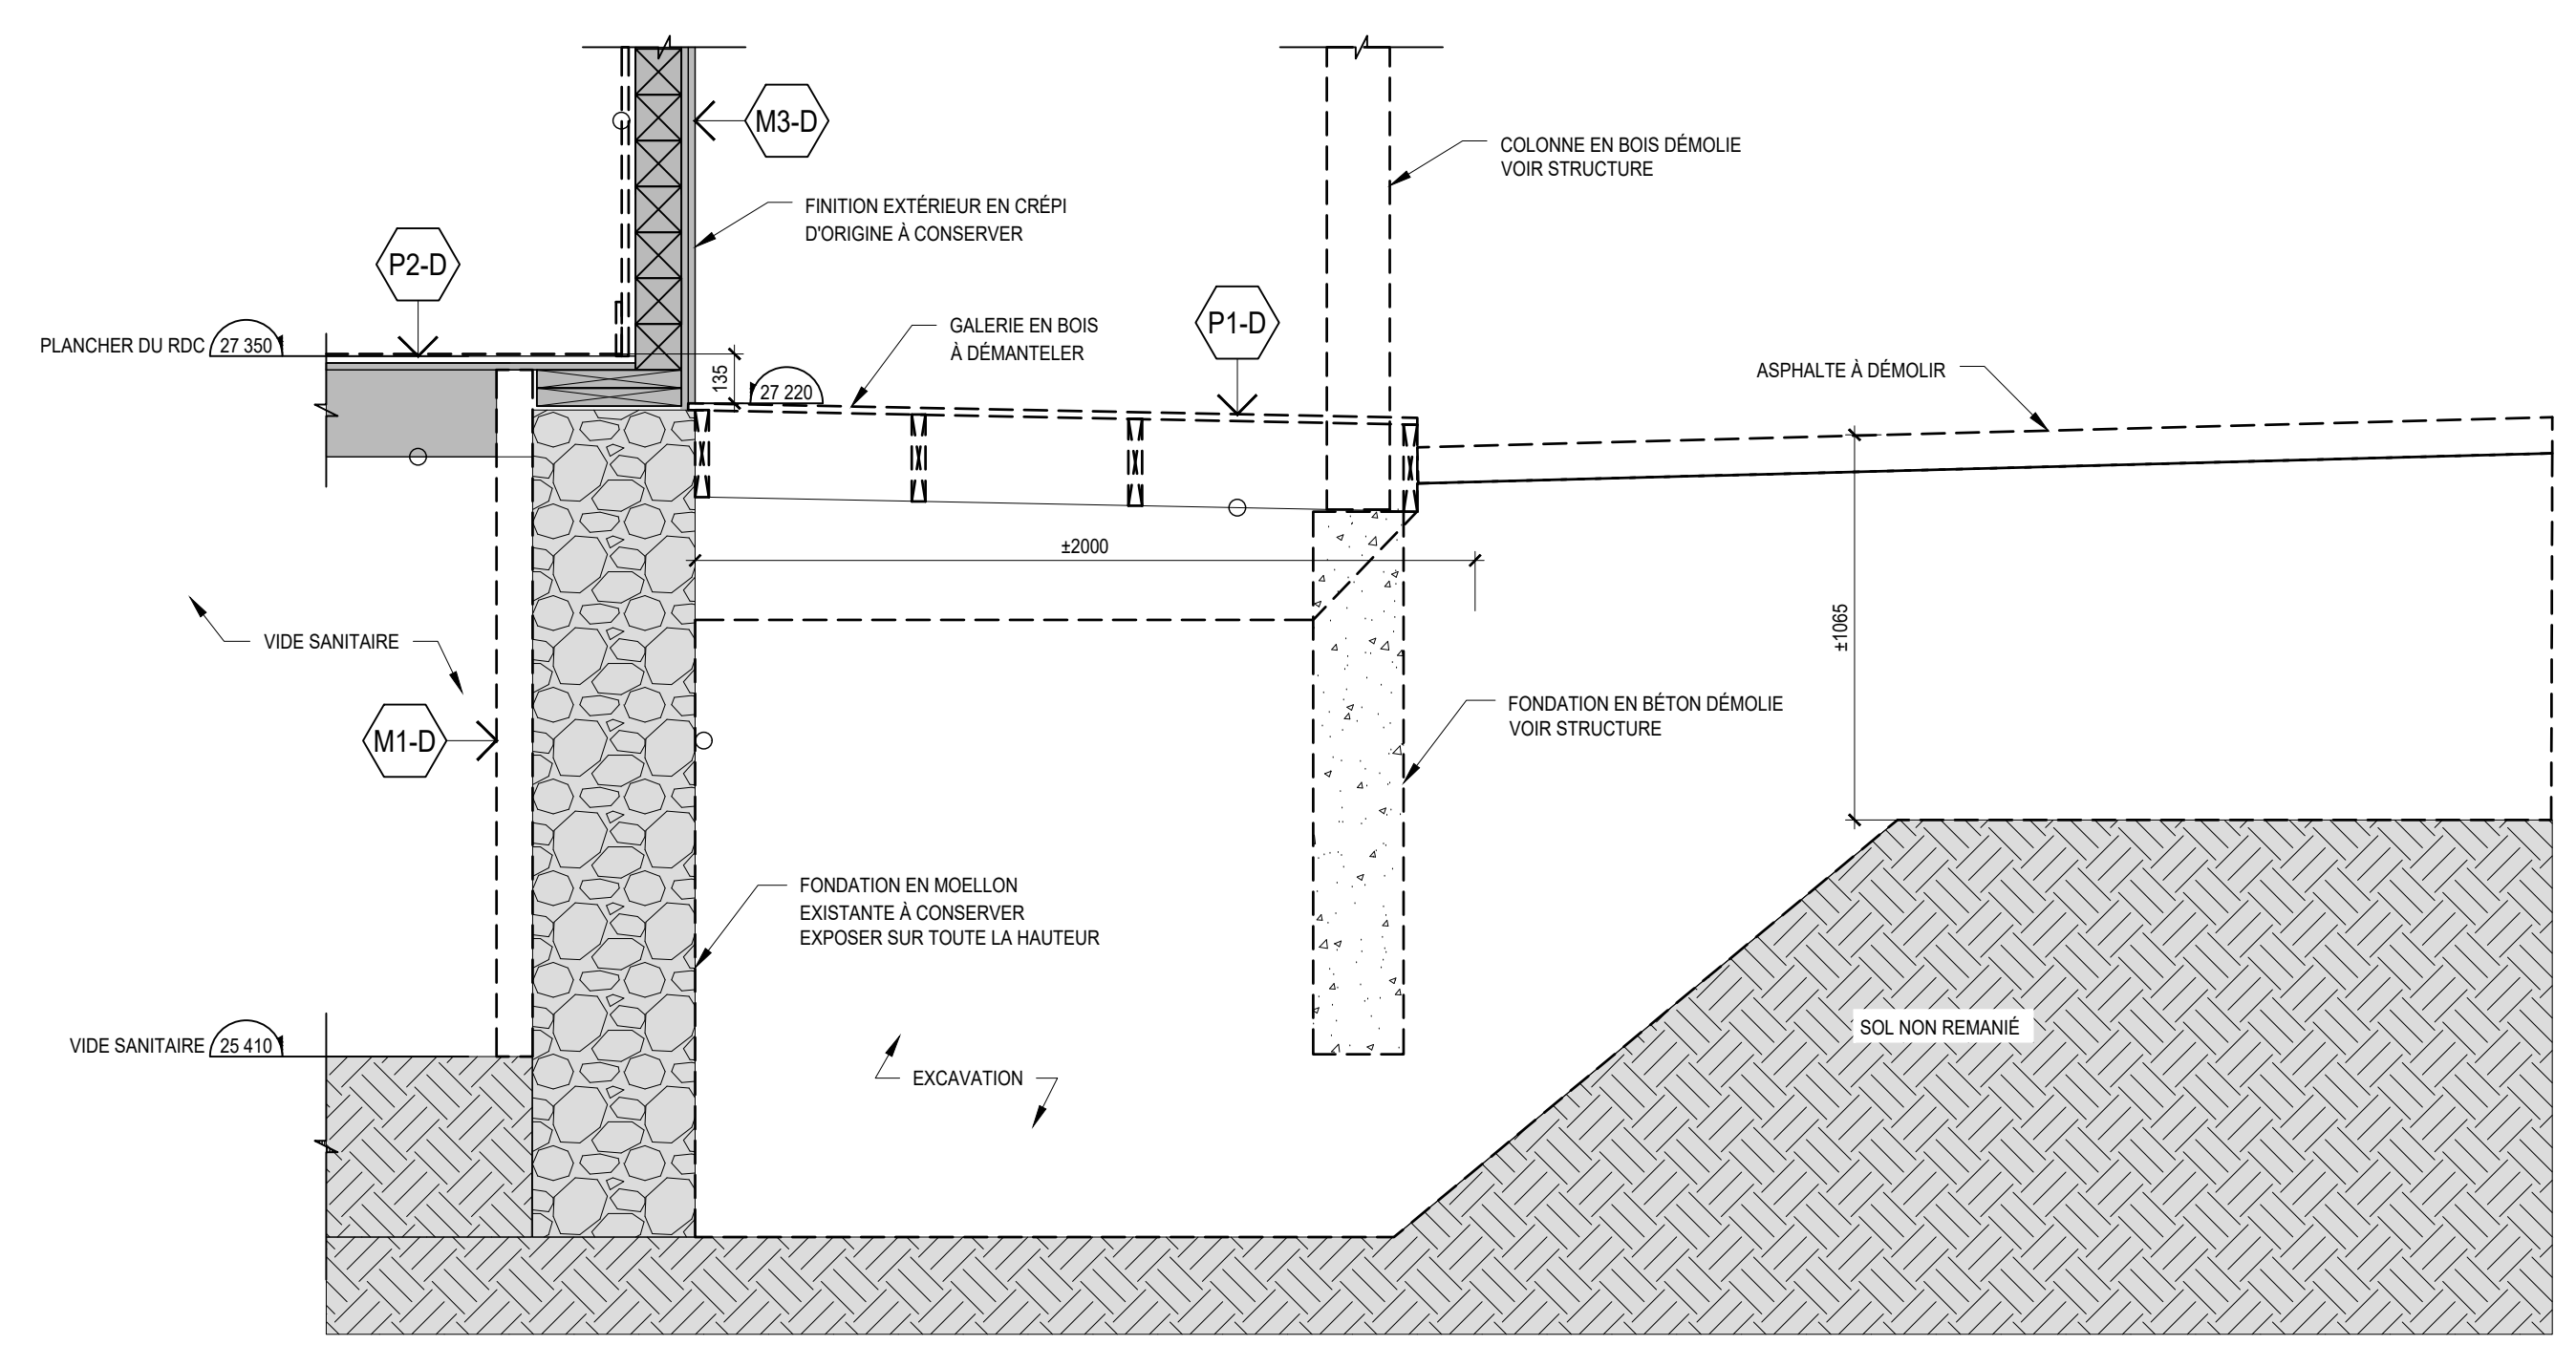 M3-D
COLONNE EN BOIS DÉMOLIE
VOIR STRUCTURE
FINITION EXTÉRIEUR EN CRÉPI
D'ORIGINE À CONSERVER
P2-D
GALERIE EN BOIS
À DÉMANTELER
P1-D
PLANCHER DU RDC 27 350
135
27 220
ASPHALTE À DÉMOLIR
±2000
±1065
VIDE SANITAIRE
M1-D
FONDATION EN BÉTON DÉMOLIE
VOIR STRUCTURE
FONDATION EN MOELLON
EXISTANTE À CONSERVER
EXPOSER SUR TOUTE LA HAUTEUR
SOL NON REMANIÉ
VIDE SANITAIRE 25 410
EXCAVATION